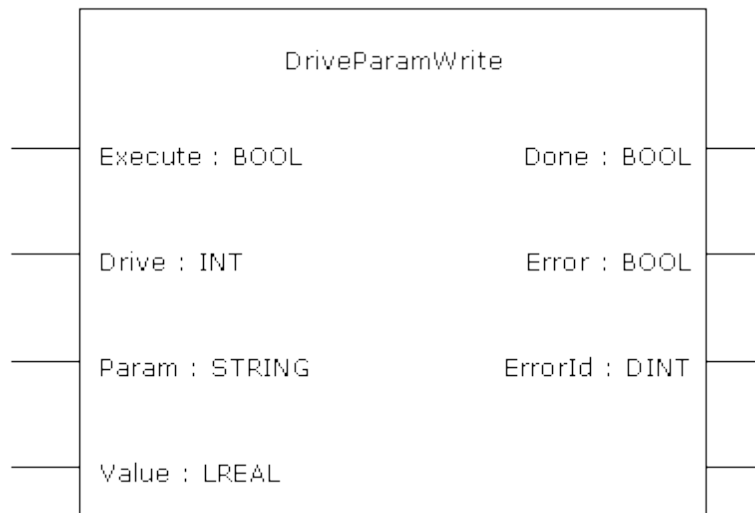 DriveParamWrite
Execute : BOOL Done : BOOL
Drive : INT Error : BOOL
Param : STRING ErrorId : DINT
Value : LREAL